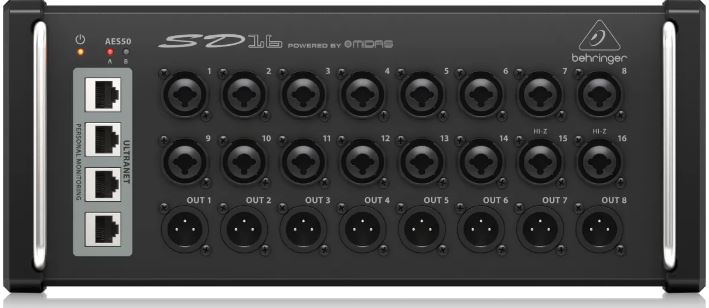 AES50
A B
SD16 POWERED BY MIDAS
behringer
1 2 3 4 5 6 7 8
HI-Z HI-Z
9 10 11 12 13 14 15 16
OUT 1 OUT 2 OUT 3 OUT 4 OUT 5 OUT 6 OUT 7 OUT 8
ULTRANET
PERSONAL MONITORING